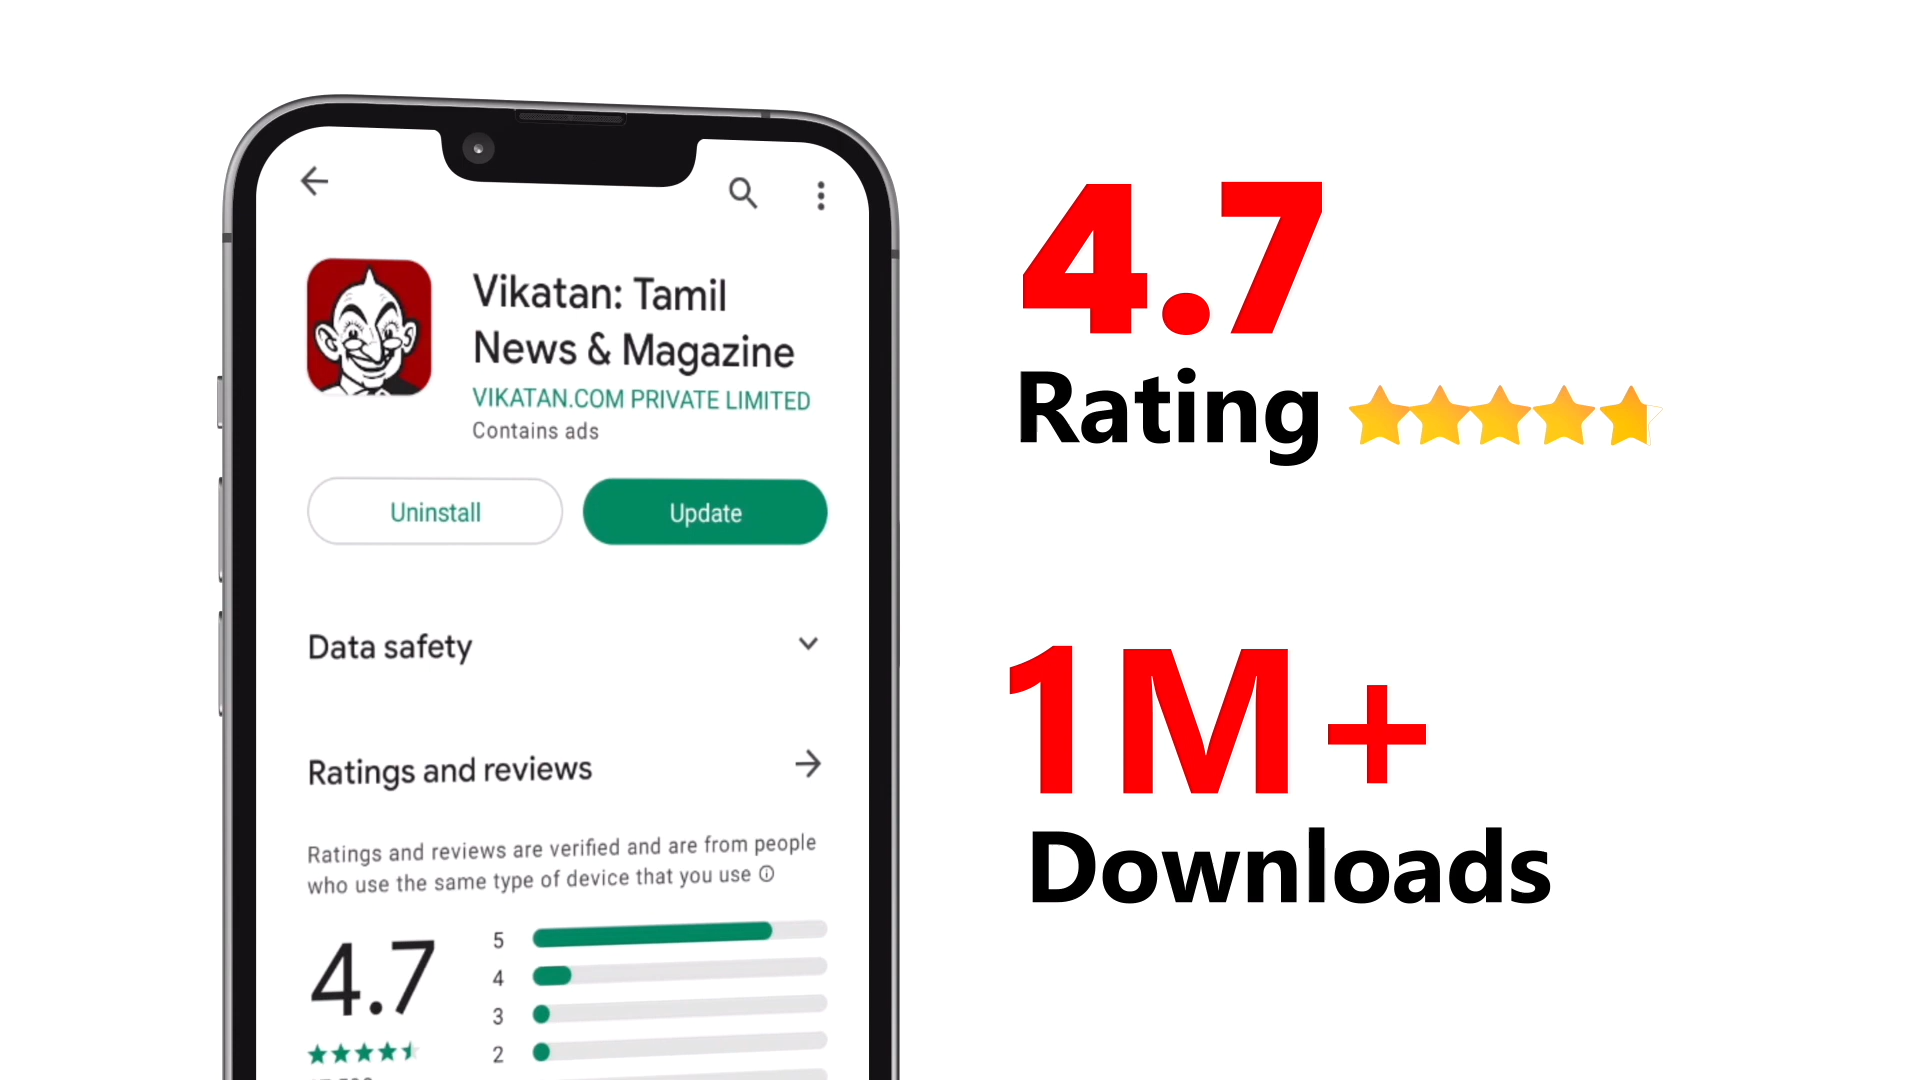 Vikatan: Tamil
News & Magazine
VIKATAN.COM PRIVATE LIMITED
Contains ads
Uninstall
Update
Data safety
Ratings and reviews
Ratings and reviews are verified and are from people
who use the same type of device that you use
4.7
5
4
3
2
4.7
Rating
1M+
Downloads